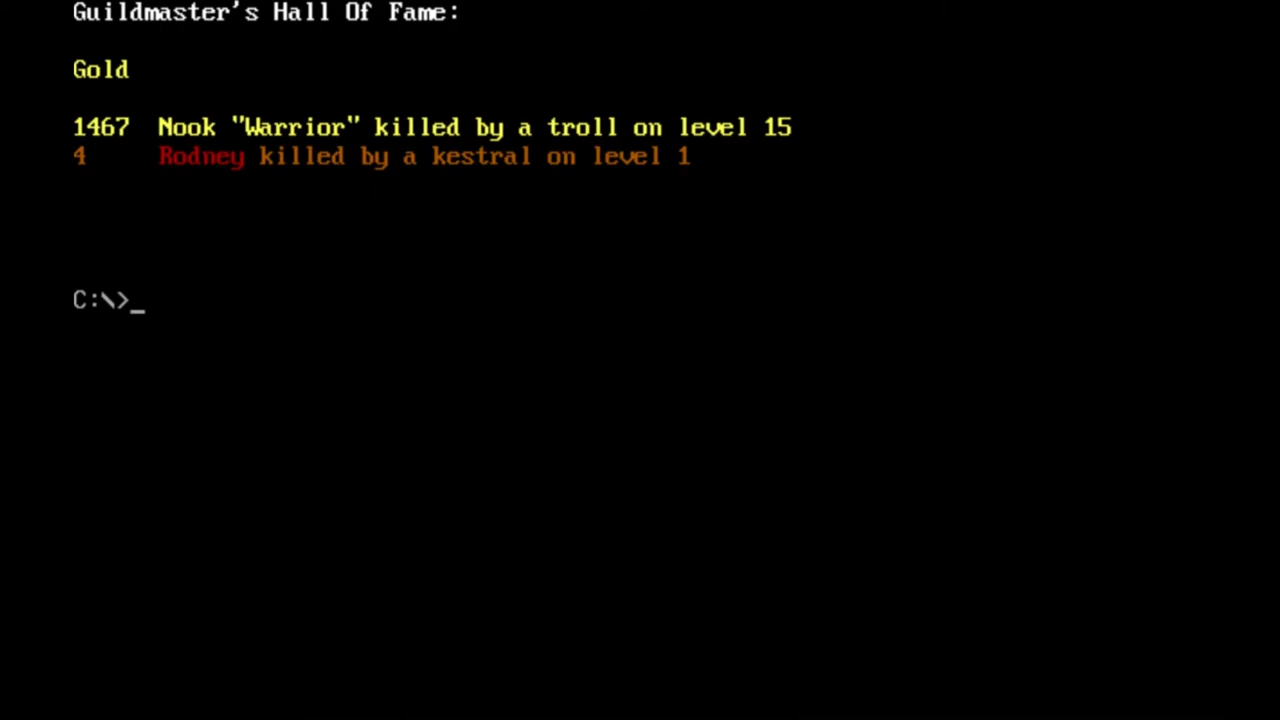 Guildmaster's Hall Of Fame:
Gold
1467 Nook "Warrior" killed by a troll on level 15
4 Rodney killed by a kestral on level 1
C:\>_